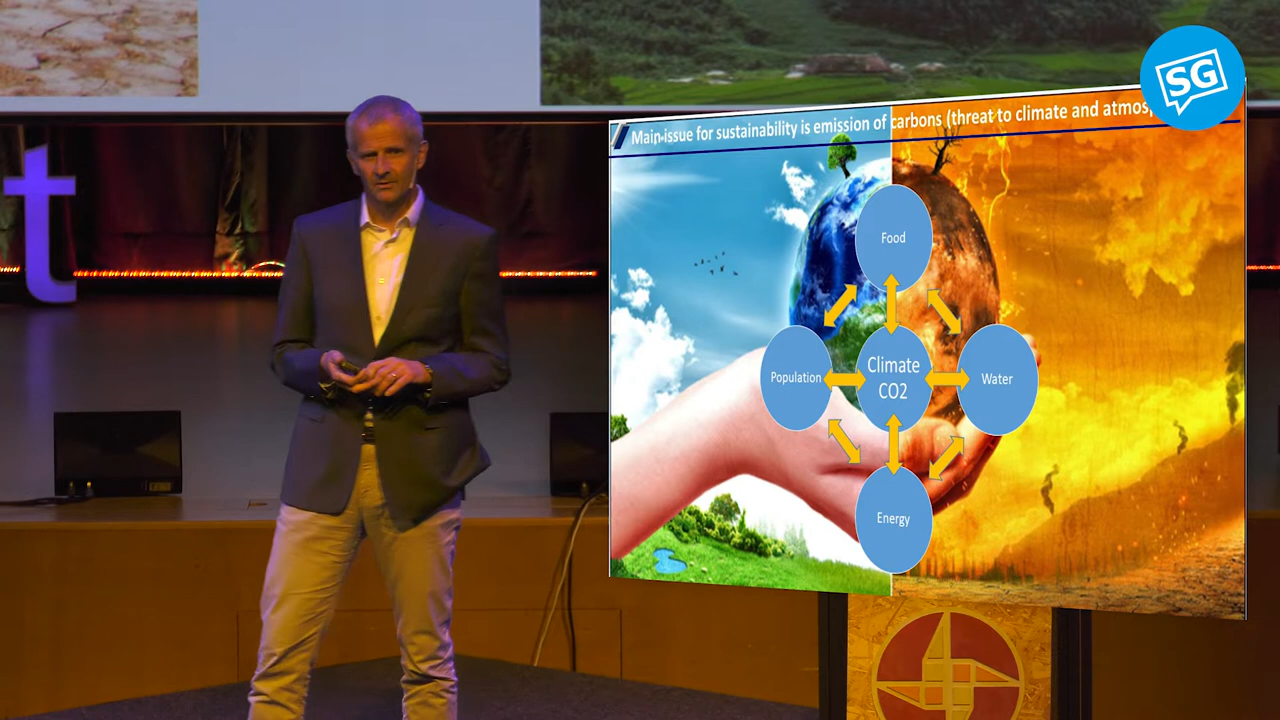 SG
Main-issue for sustainability is emission of carbons (threat to climate and atmos
Food
Climate
CO2
Population
Water
Energy
t